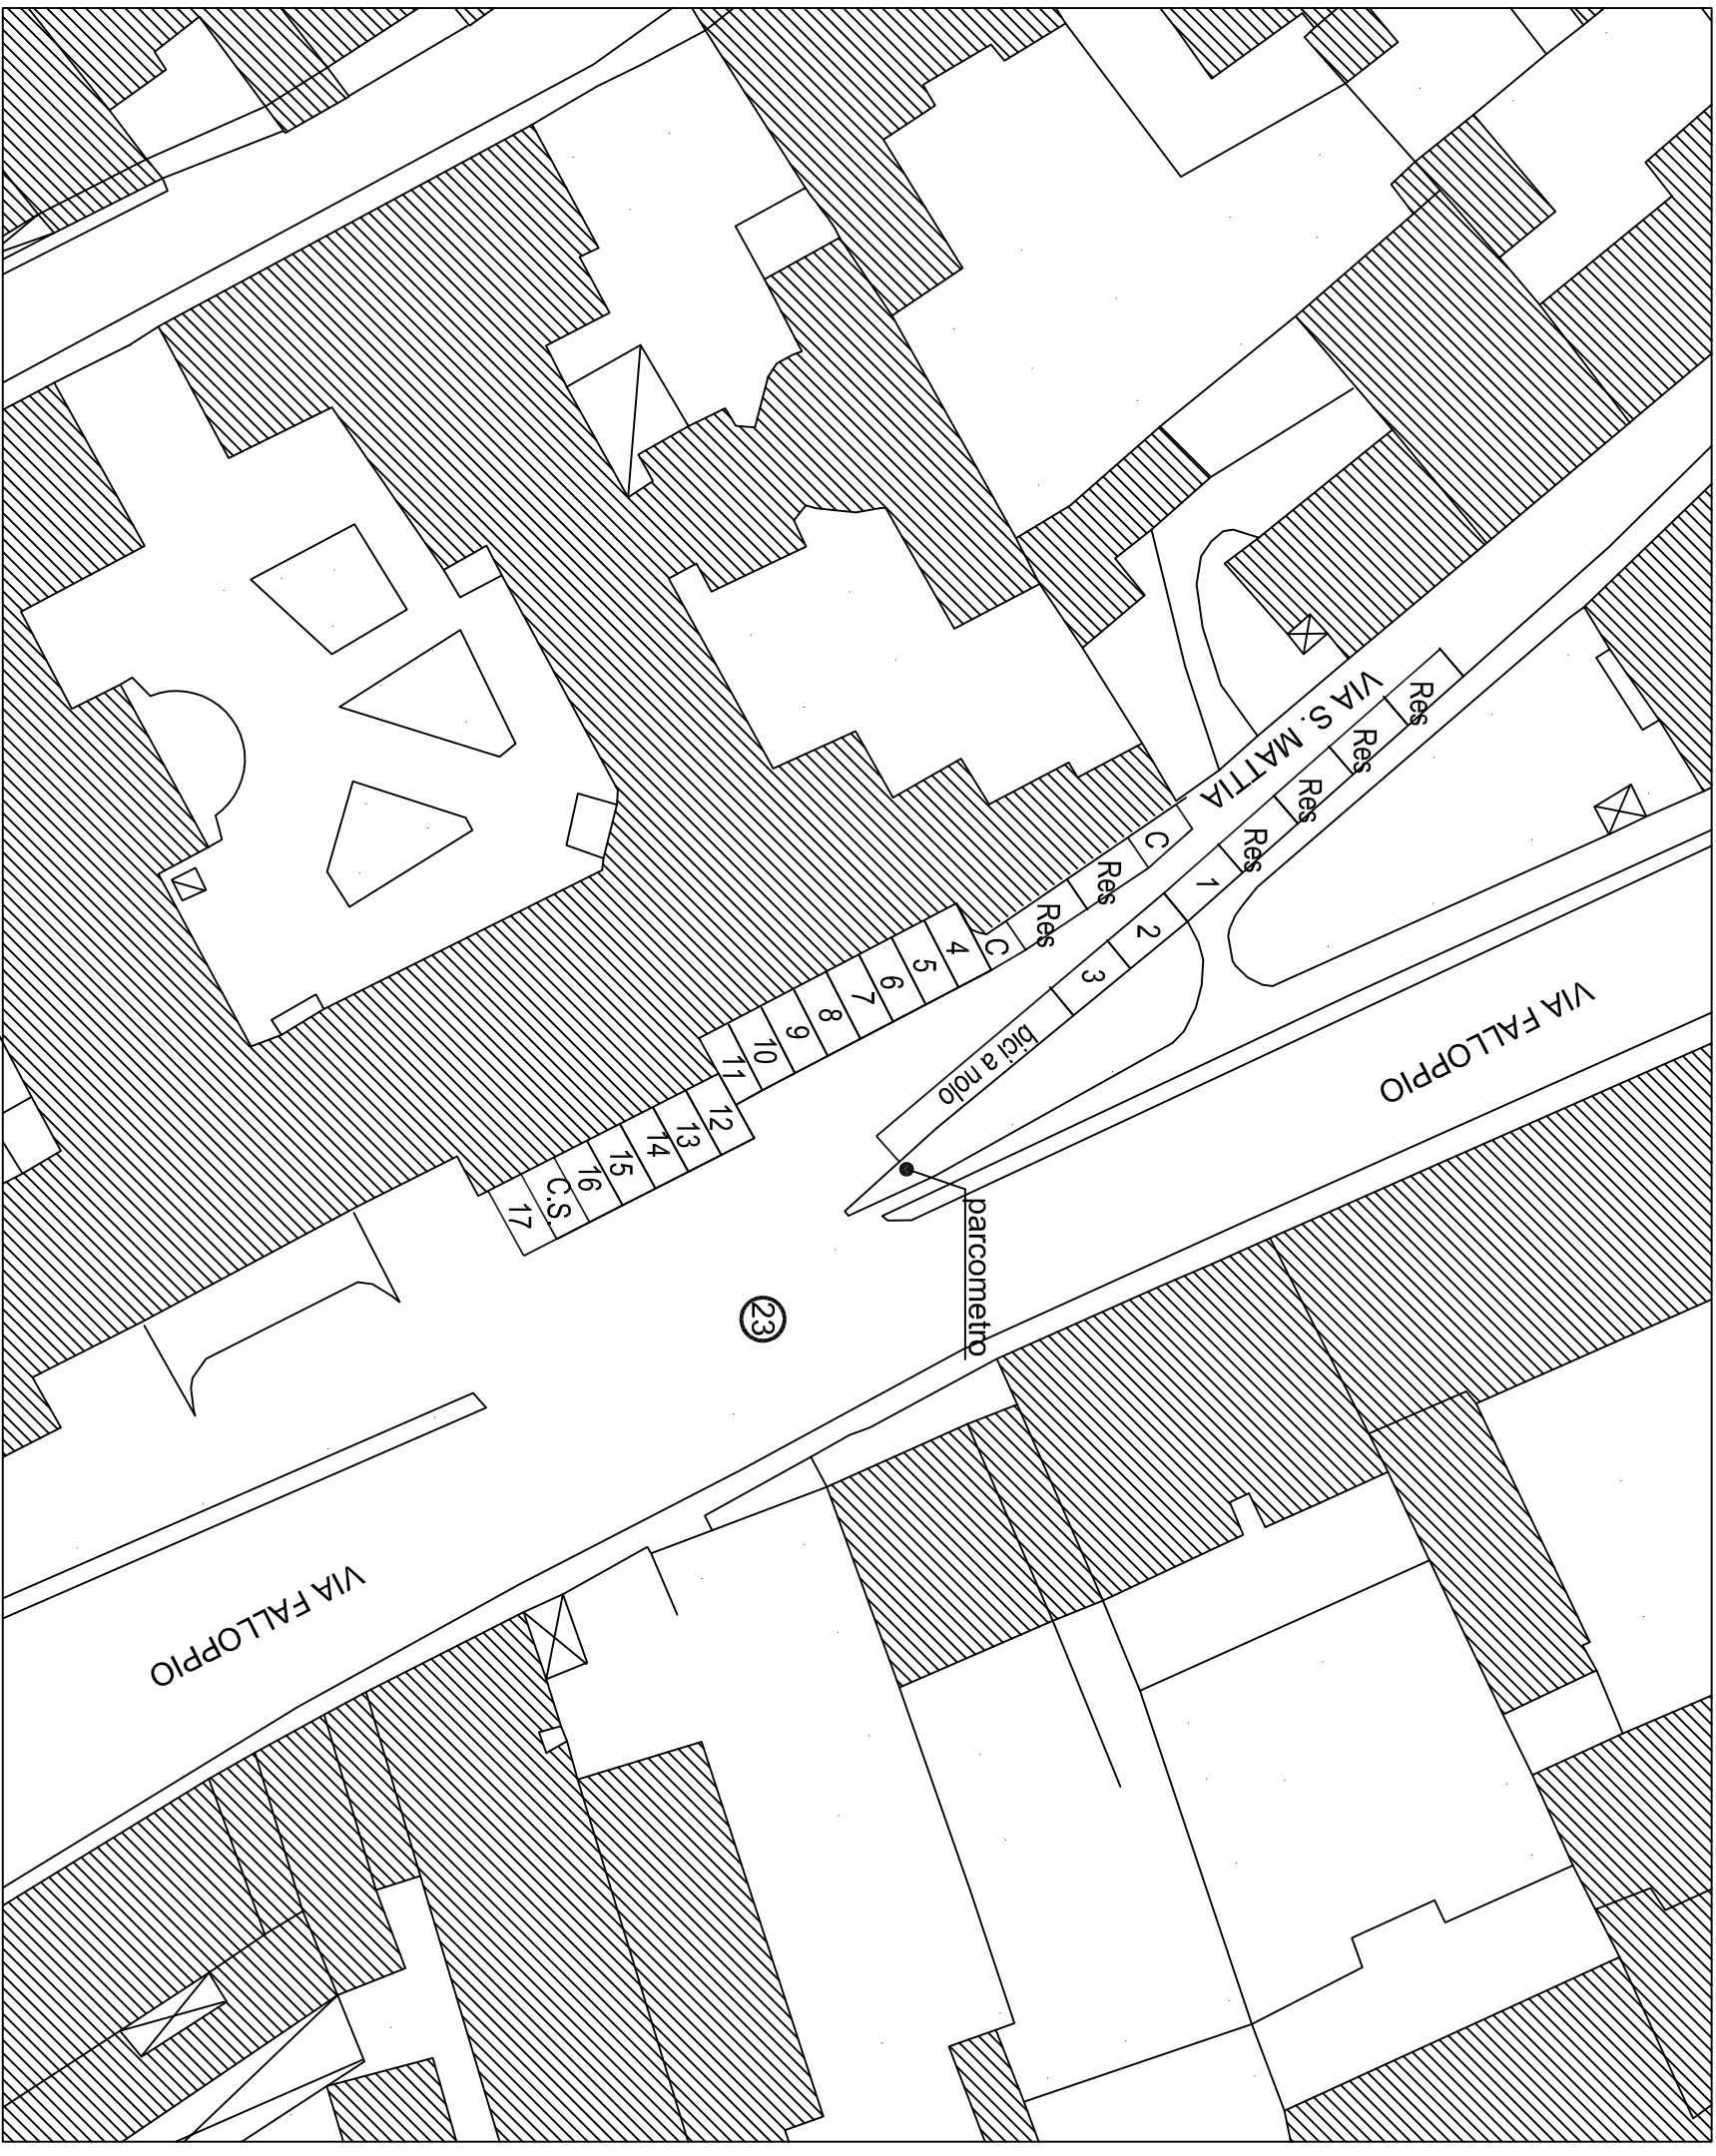 VIA S. MATTIA
Res
Res
Res
Res
1
2
3
bici a nolo
C
Res
Res
C
4
5
6
7
8
9
10
11
12
13
14
15
16
C.S.
17
VIA FALLOPPIO
parcometro
23
VIA FALLOPPIO